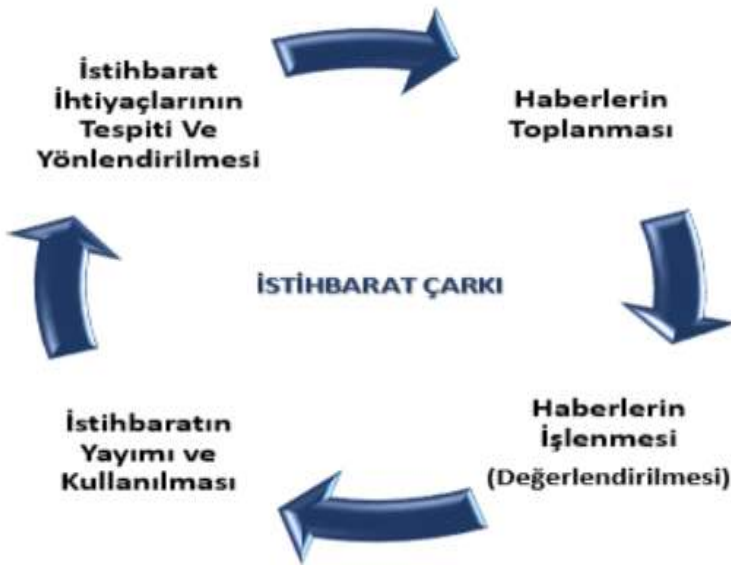 İstihbarat
İhtiyaçlarının
Tespiti Ve
Yönlendirilmesi
Haberlerin
Toplanması
İSTİHBARAT ÇARKI
Haberlerin
İşlenmesi
(Değerlendirilmesi)
İstihbaratın
Yayımı ve
Kullanılması